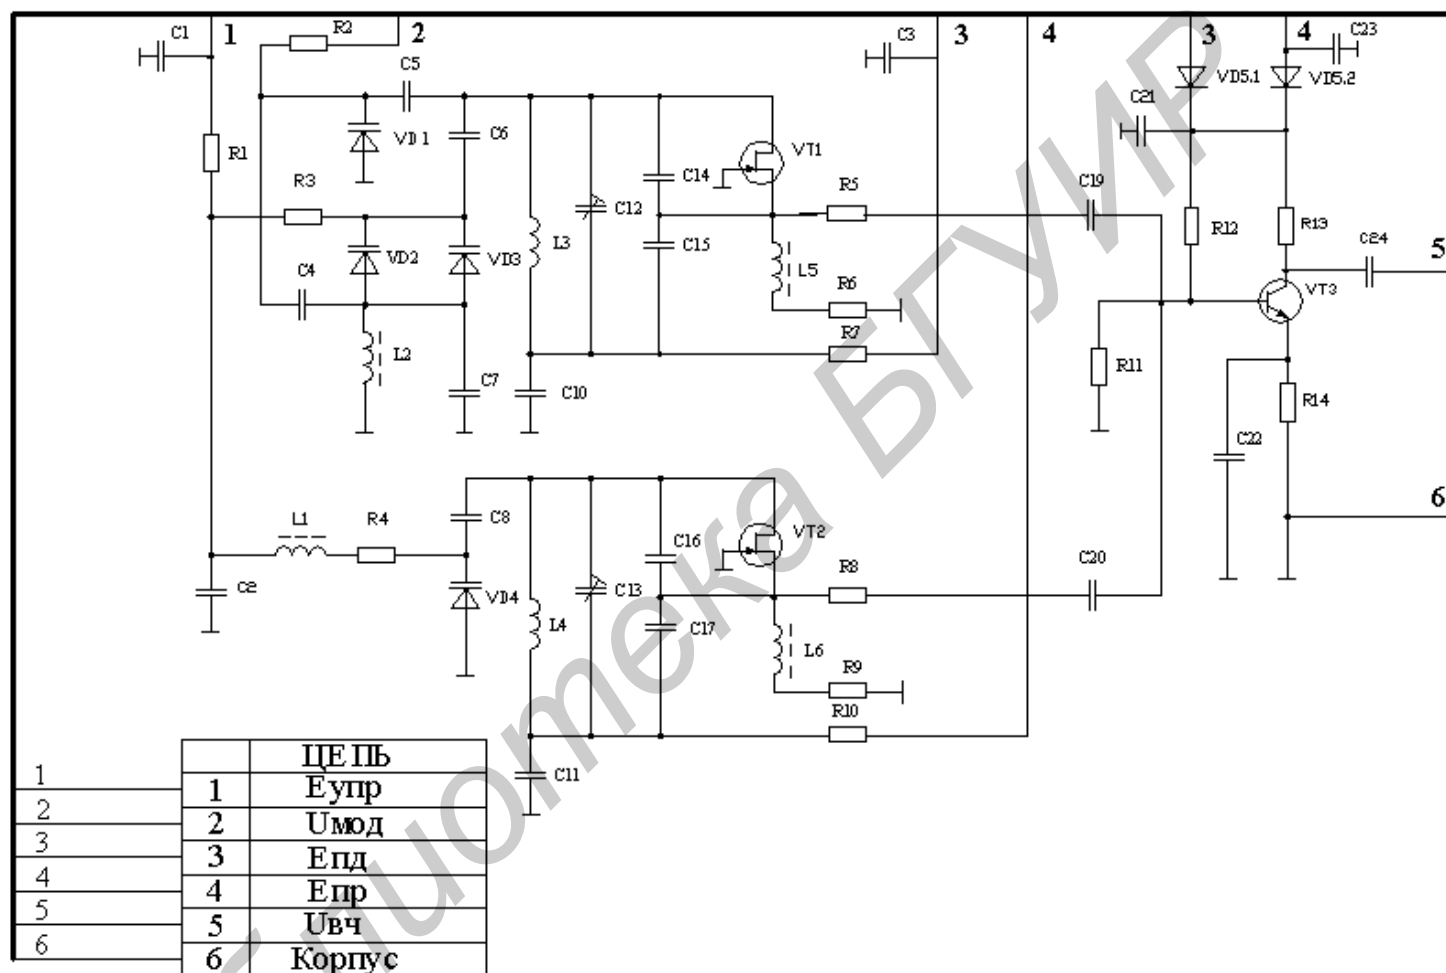 C1
1
R2
2
C3
3
4
3
4
C23
C5
VD5.1
VD5.2
C21
R1
VD1
C6
VT1
R3
C14
R5
C19
C12
R12
R13
C24
5
VD2
VD3
L3
C15
L5
C4
R6
VT3
R7
L2
R11
C7
C10
R14
C22
6
L1
R4
C8
C16
VT2
C20
R8
C2
VD4
C13
C17
L4
L6
R9
R10
C11
ЦЕПЬ
1
1 Eупр
2
2 Uмод
3
3 Eпд
4
4 Eпр
5
5 Uвч
6
6 Корпус
Библиотека БГУИР